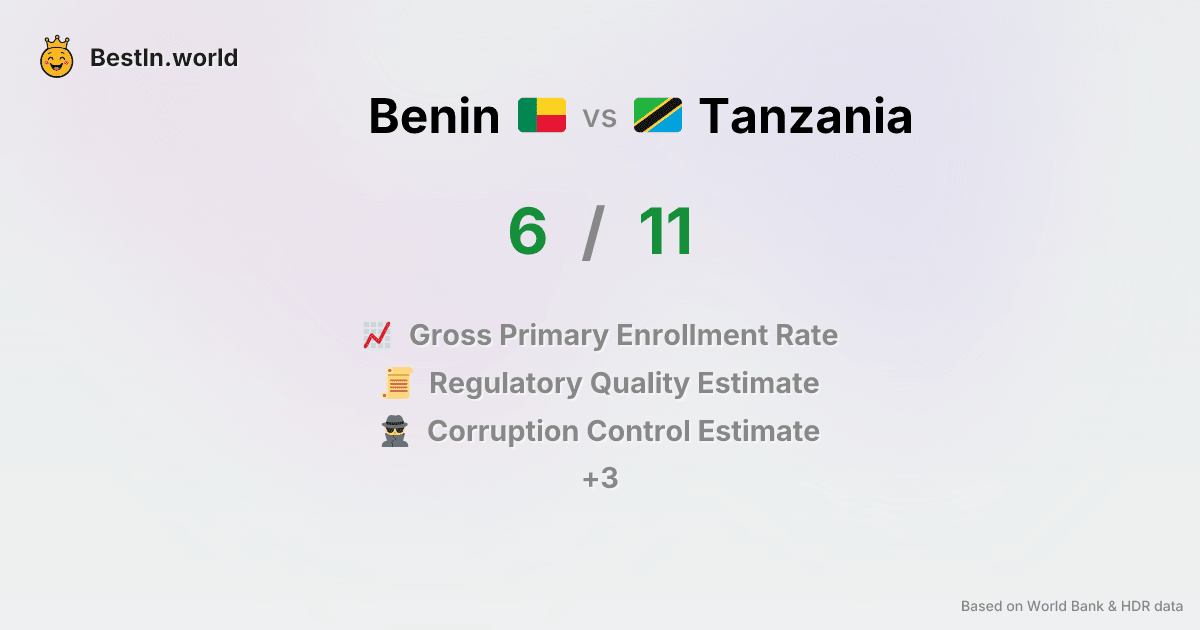 BestIn.world
Benin vs Tanzania
6 / 11
Gross Primary Enrollment Rate
Regulatory Quality Estimate
Corruption Control Estimate
+3
Based on World Bank & HDR data